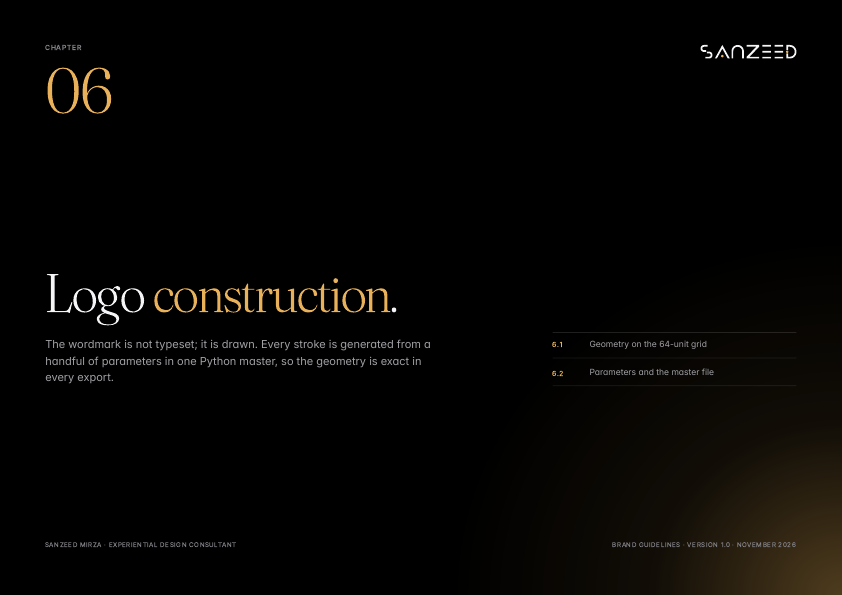 CHAPTER
SANZEED
06
Logo construction.
The wordmark is not typeset; it is drawn. Every stroke is generated from a
handful of parameters in one Python master, so the geometry is exact in
every export.
6.1 Geometry on the 64-unit grid
6.2 Parameters and the master file
SANZEED MIRZA · EXPERIENTIAL DESIGN CONSULTANT
BRAND GUIDELINES · VERSION 1.0 · NOVEMBER 2026